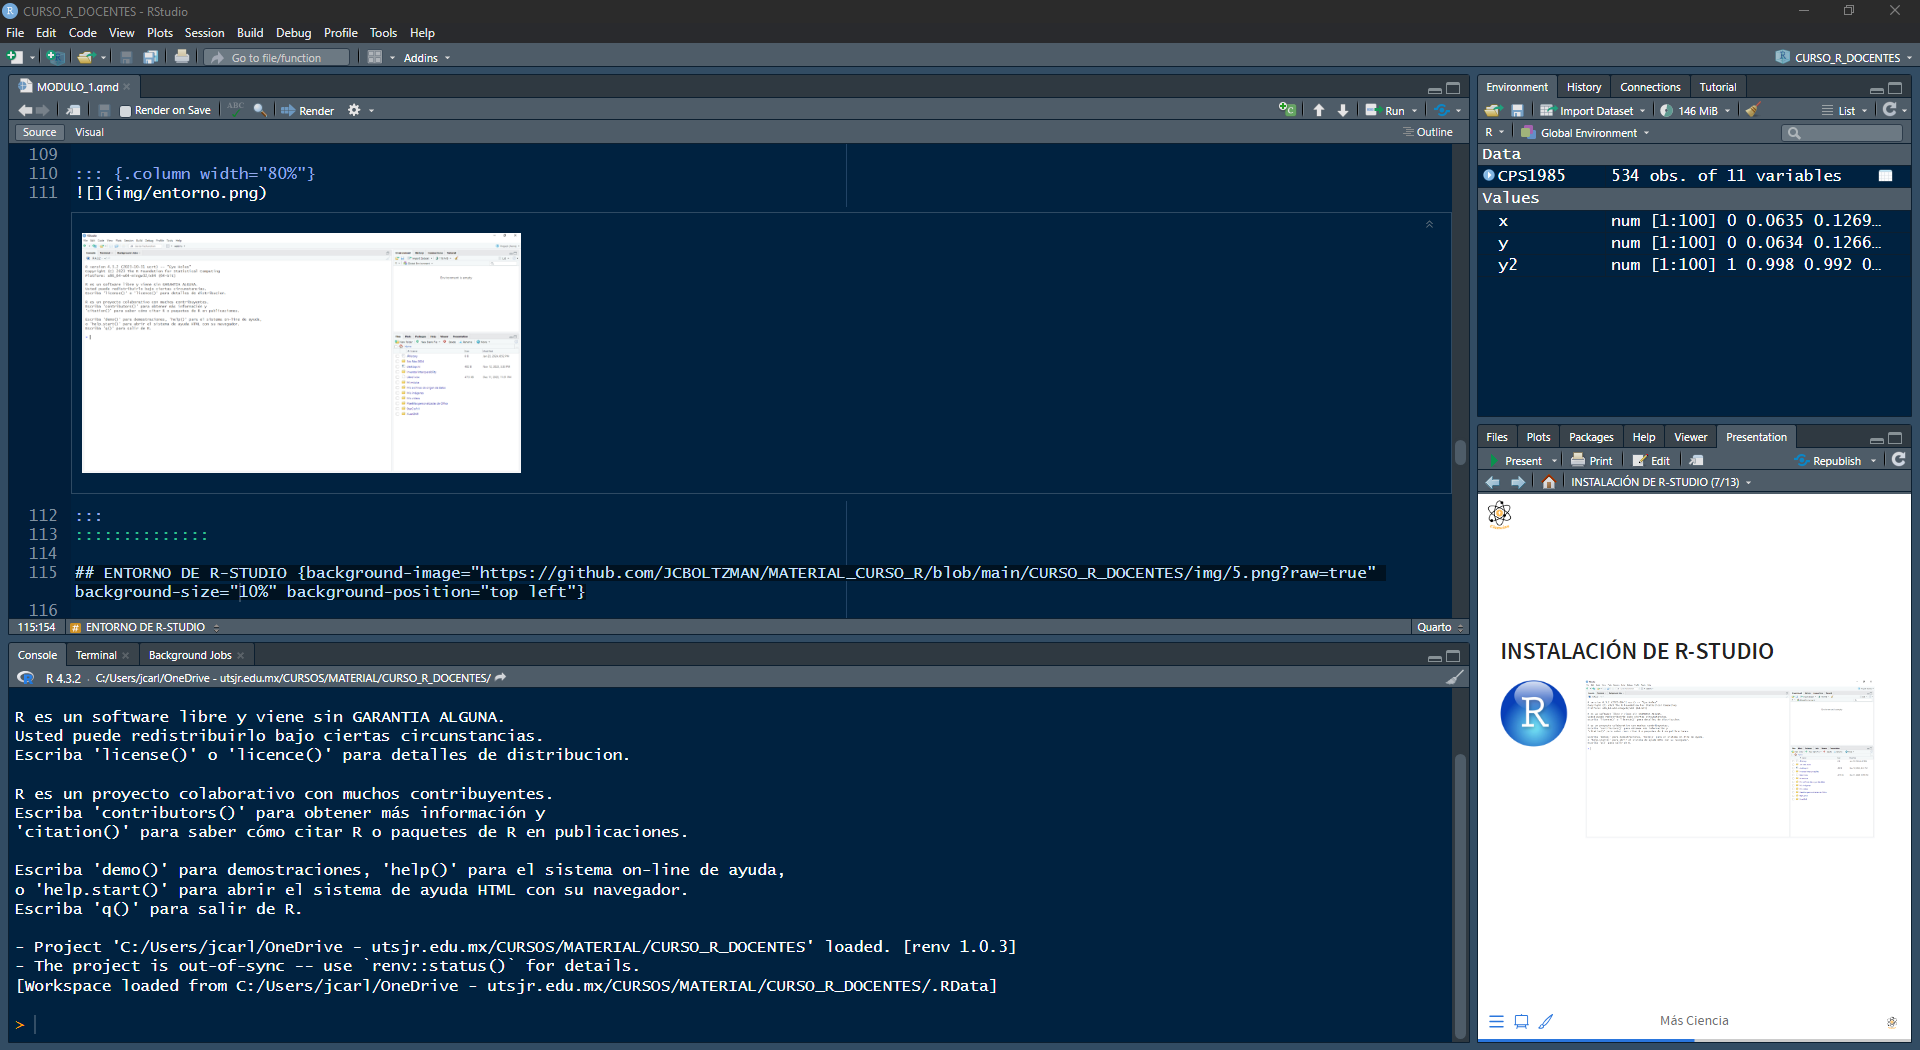 CURSO_R_DOCENTES - RStudio
File Edit Code View Plots Session Build Debug Profile Tools Help
Go to file/function Addins CURSO_R_DOCENTES
MODULO_1.qmd
Render on Save ABC Render Run
Source Visual Outline
109
110 ::: {.column width="80%"}
111 ![](img/entorno.png)
112 :::
113 ::::::::::::::
114
115 ## ENTORNO DE R-STUDIO {background-image="https://github.com/JCBOLTZMAN/MATERIAL_CURSO_R/blob/main/CURSO_R_DOCENTES/img/5.png?raw=true"
background-size="10%" background-position="top left"}
116
115:154 # ENTORNO DE R-STUDIO Quarto
Console Terminal Background Jobs
R 4.3.2 · C:/Users/jcarl/OneDrive - utsjr.edu.mx/CURSOS/MATERIAL/CURSO_R_DOCENTES/
R es un software libre y viene sin GARANTIA ALGUNA.
Usted puede redistribuirlo bajo ciertas circunstancias.
Escriba 'license()' o 'licence()' para detalles de distribucion.
R es un proyecto colaborativo con muchos contribuyentes.
Escriba 'contributors()' para obtener más información y
'citation()' para saber cómo citar R o paquetes de R en publicaciones.
Escriba 'demo()' para demostraciones, 'help()' para el sistema on-line de ayuda,
o 'help.start()' para abrir el sistema de ayuda HTML con su navegador.
Escriba 'q()' para salir de R.
- Project 'C:/Users/jcarl/OneDrive - utsjr.edu.mx/CURSOS/MATERIAL/CURSO_R_DOCENTES' loaded. [renv 1.0.3]
- The project is out-of-sync -- use `renv::status()` for details.
[Workspace loaded from C:/Users/jcarl/OneDrive - utsjr.edu.mx/CURSOS/MATERIAL/CURSO_R_DOCENTES/.RData]
>
Environment History Connections Tutorial
Import Dataset 146 MiB List
R Global Environment
Data
CPS1985 534 obs. of 11 variables
Values
x num [1:100] 0 0.0635 0.1269…
y num [1:100] 0 0.0634 0.1266…
y2 num [1:100] 1 0.998 0.992 0…
Files Plots Packages Help Viewer Presentation
Present Print Edit Republish
INSTALACIÓN DE R-STUDIO (7/13)
INSTALACIÓN DE R-STUDIO
R
Más Ciencia